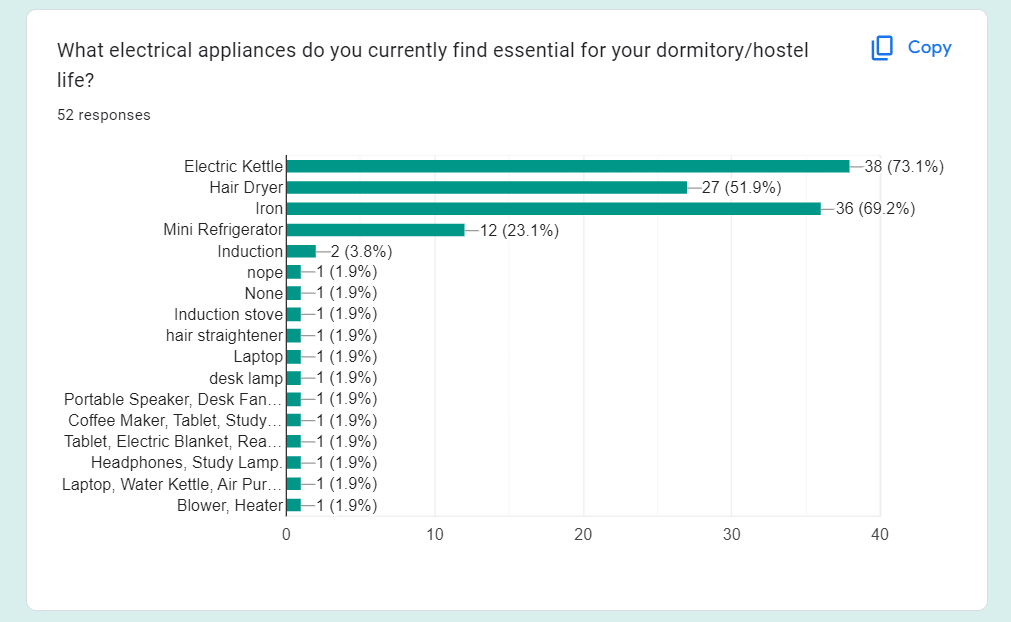 What electrical appliances do you currently find essential for your dormitory/hostel
life?
Copy
52 responses
Electric Kettle 38 (73.1%)
Hair Dryer 27 (51.9%)
Iron 36 (69.2%)
Mini Refrigerator 12 (23.1%)
Induction 2 (3.8%)
nope 1 (1.9%)
None 1 (1.9%)
Induction stove 1 (1.9%)
hair straightener 1 (1.9%)
Laptop 1 (1.9%)
desk lamp 1 (1.9%)
Portable Speaker, Desk Fan… 1 (1.9%)
Coffee Maker, Tablet, Study… 1 (1.9%)
Tablet, Electric Blanket, Rea… 1 (1.9%)
Headphones, Study Lamp. 1 (1.9%)
Laptop, Water Kettle, Air Pur… 1 (1.9%)
Blower, Heater 1 (1.9%)
0 10 20 30 40